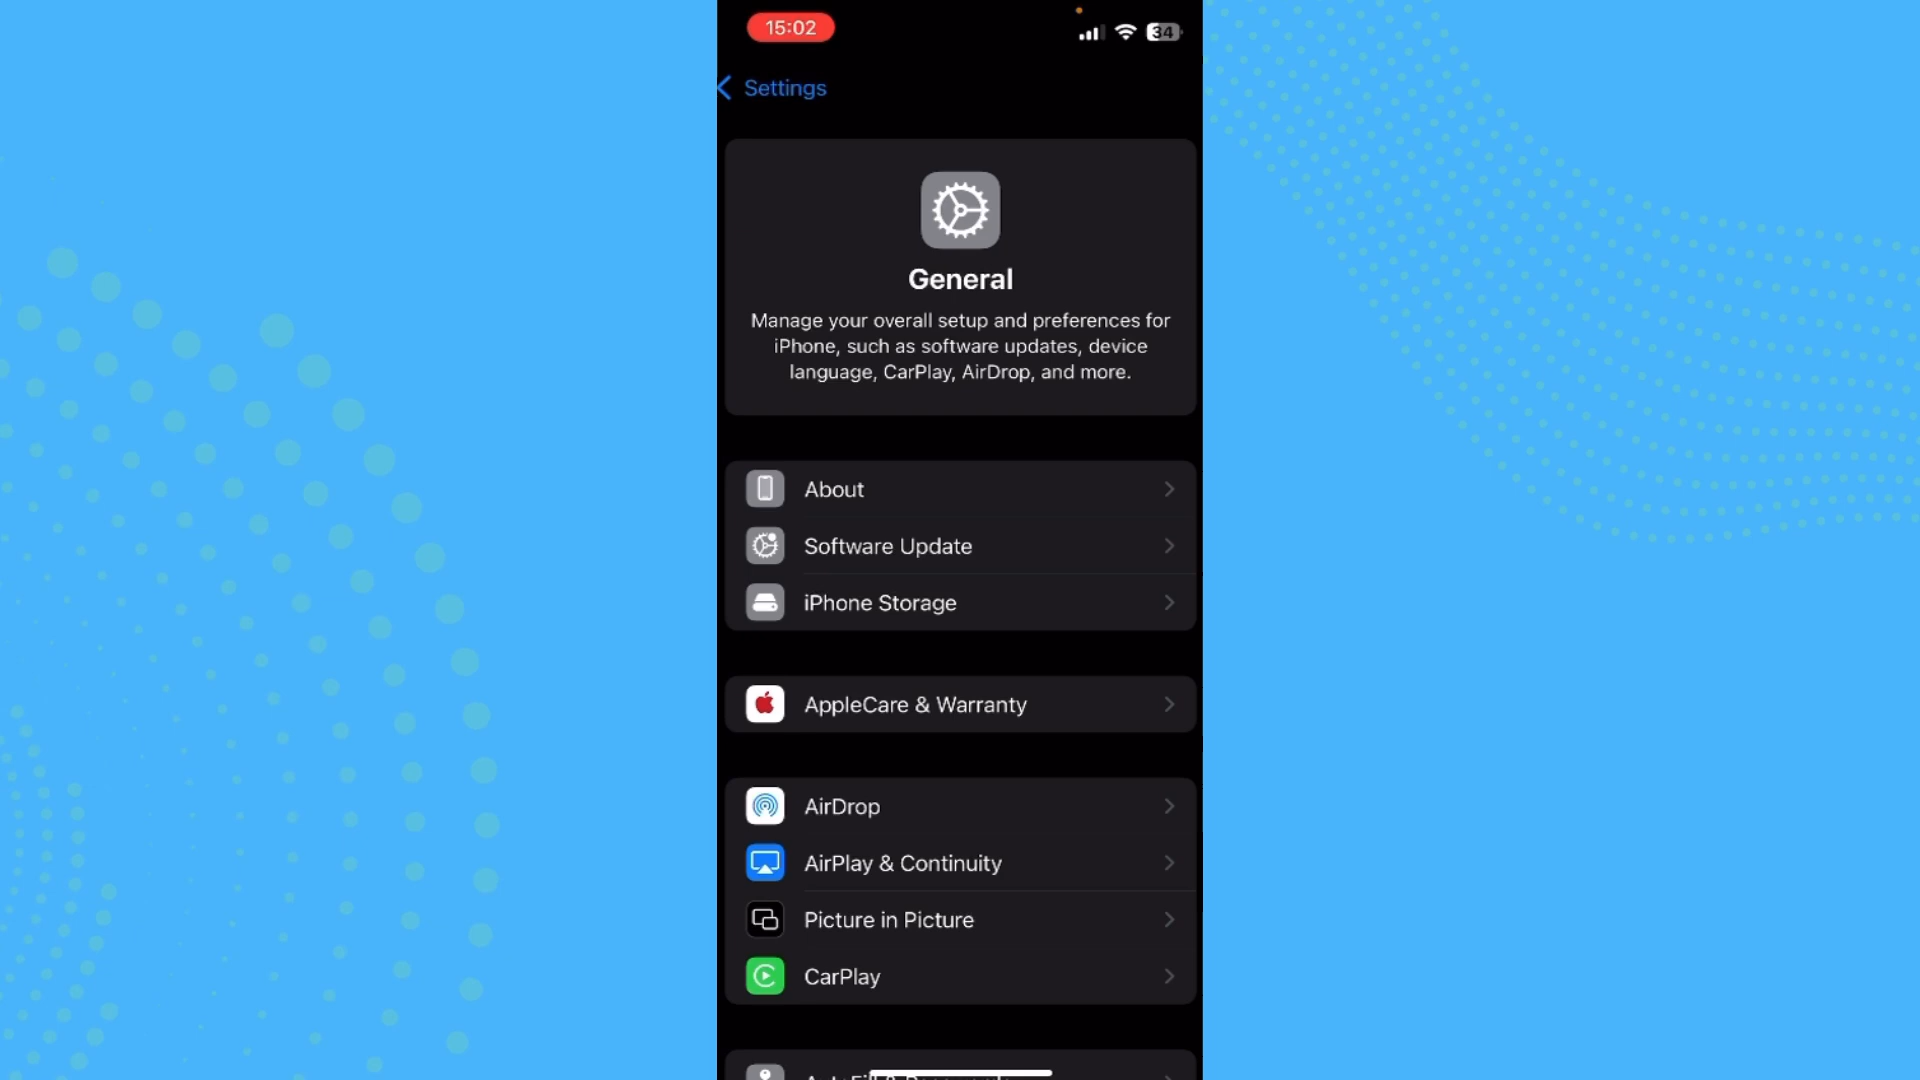 15:02
34
Settings
General
Manage your overall setup and preferences for
iPhone, such as software updates, device
language, CarPlay, AirDrop, and more.
About
Software Update
iPhone Storage
AppleCare & Warranty
AirDrop
AirPlay & Continuity
Picture in Picture
CarPlay